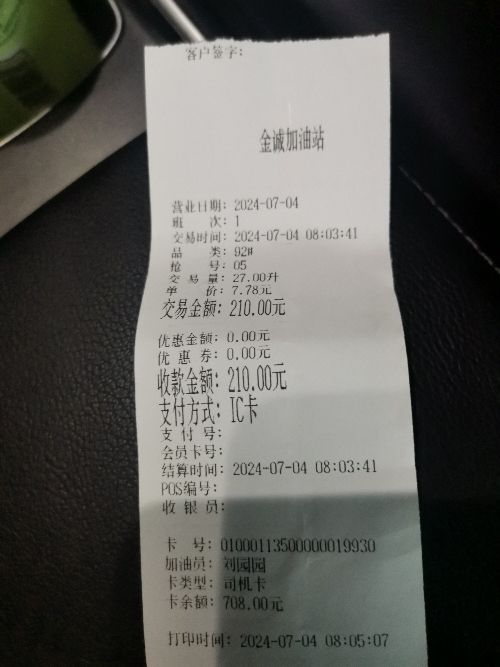 客户签字:
金诚加油站
营业日期: 2024-07-04
班 次: 1
交易时间: 2024-07-04 08:03:41
品 类: 92#
枪 号: 05
交 易 量: 27.00升
单 价: 7.78元
交易金额: 210.00元
优惠金额: 0.00元
优 惠 券: 0.00元
收款金额: 210.00元
支付方式: IC卡
支 付 号:
会员卡号:
结算时间: 2024-07-04 08:03:41
POS编号:
收 银 员:
卡 号: 01000113500000019930
加油员: 刘园园
卡类型: 司机卡
卡余额: 708.00元
打印时间: 2024-07-04 08:05:07